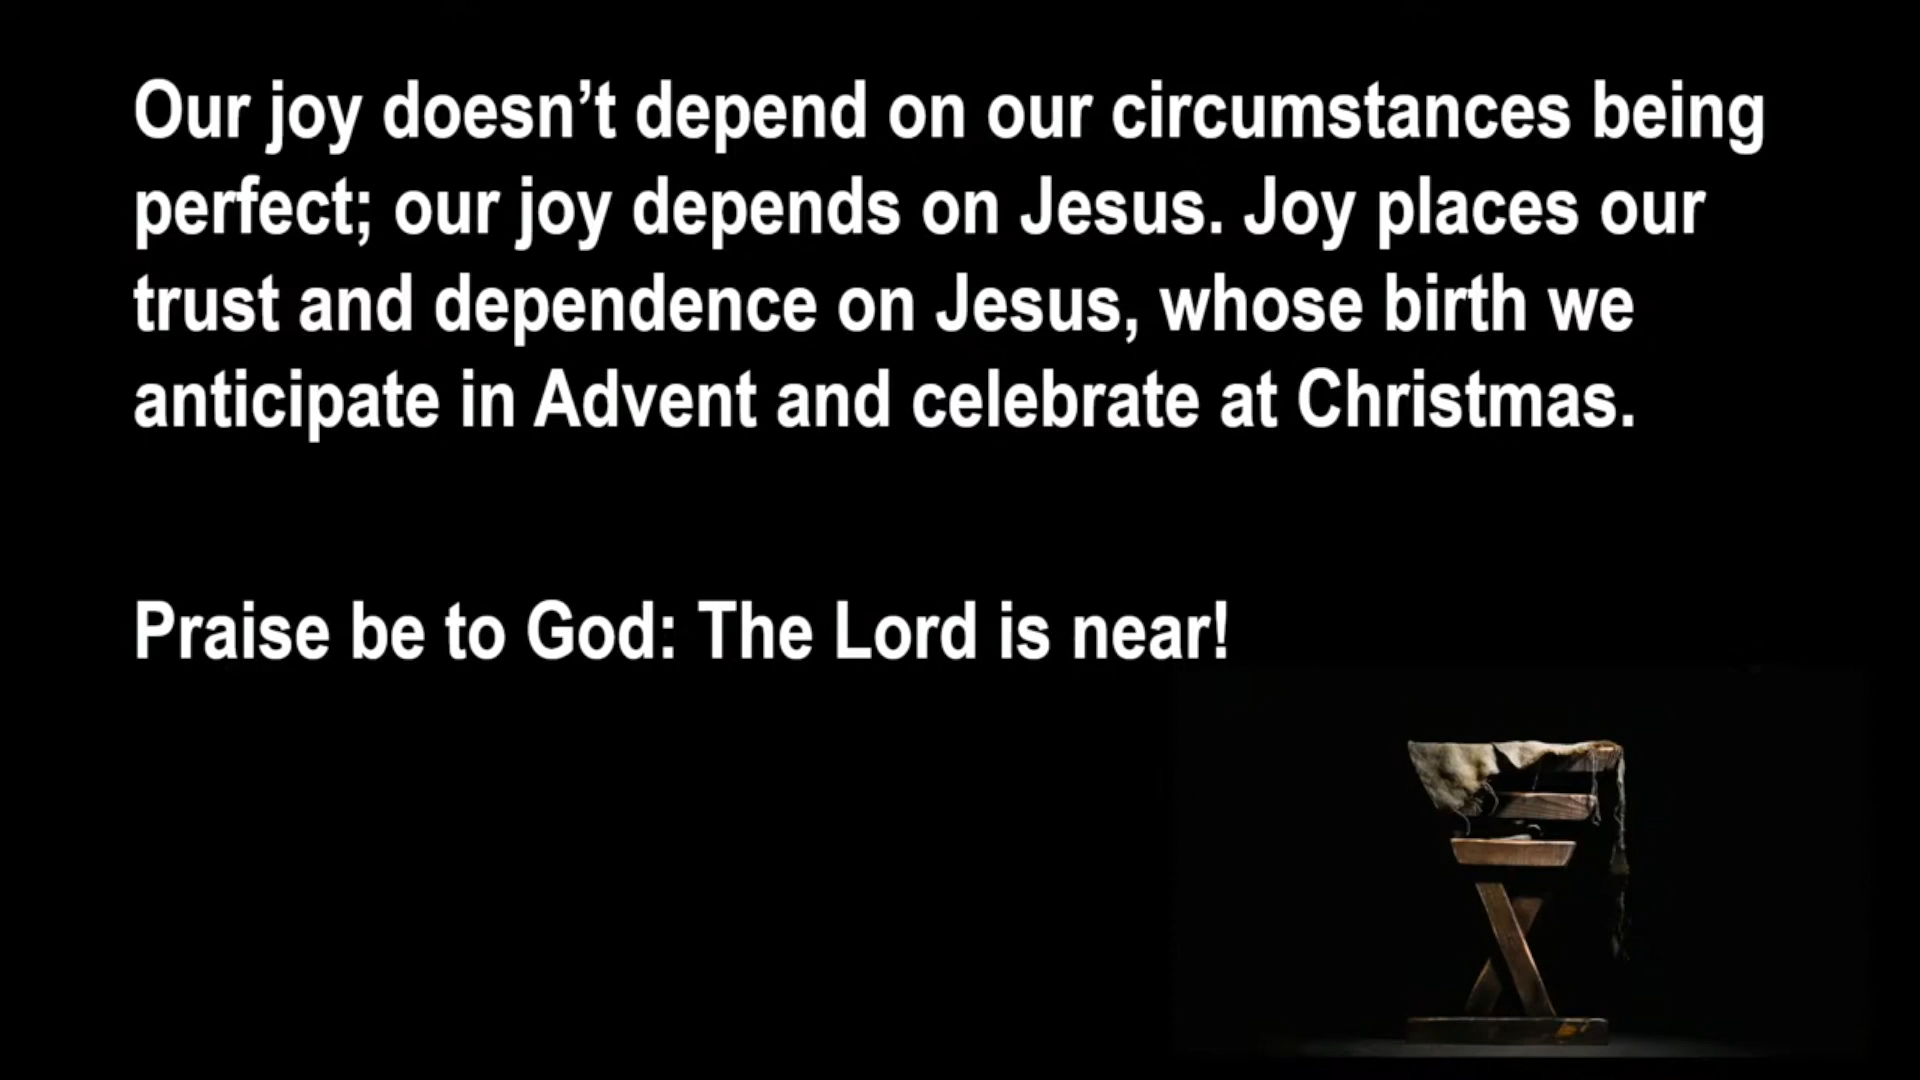 Our joy doesn’t depend on our circumstances being
perfect; our joy depends on Jesus. Joy places our
trust and dependence on Jesus, whose birth we
anticipate in Advent and celebrate at Christmas.
Praise be to God: The Lord is near!